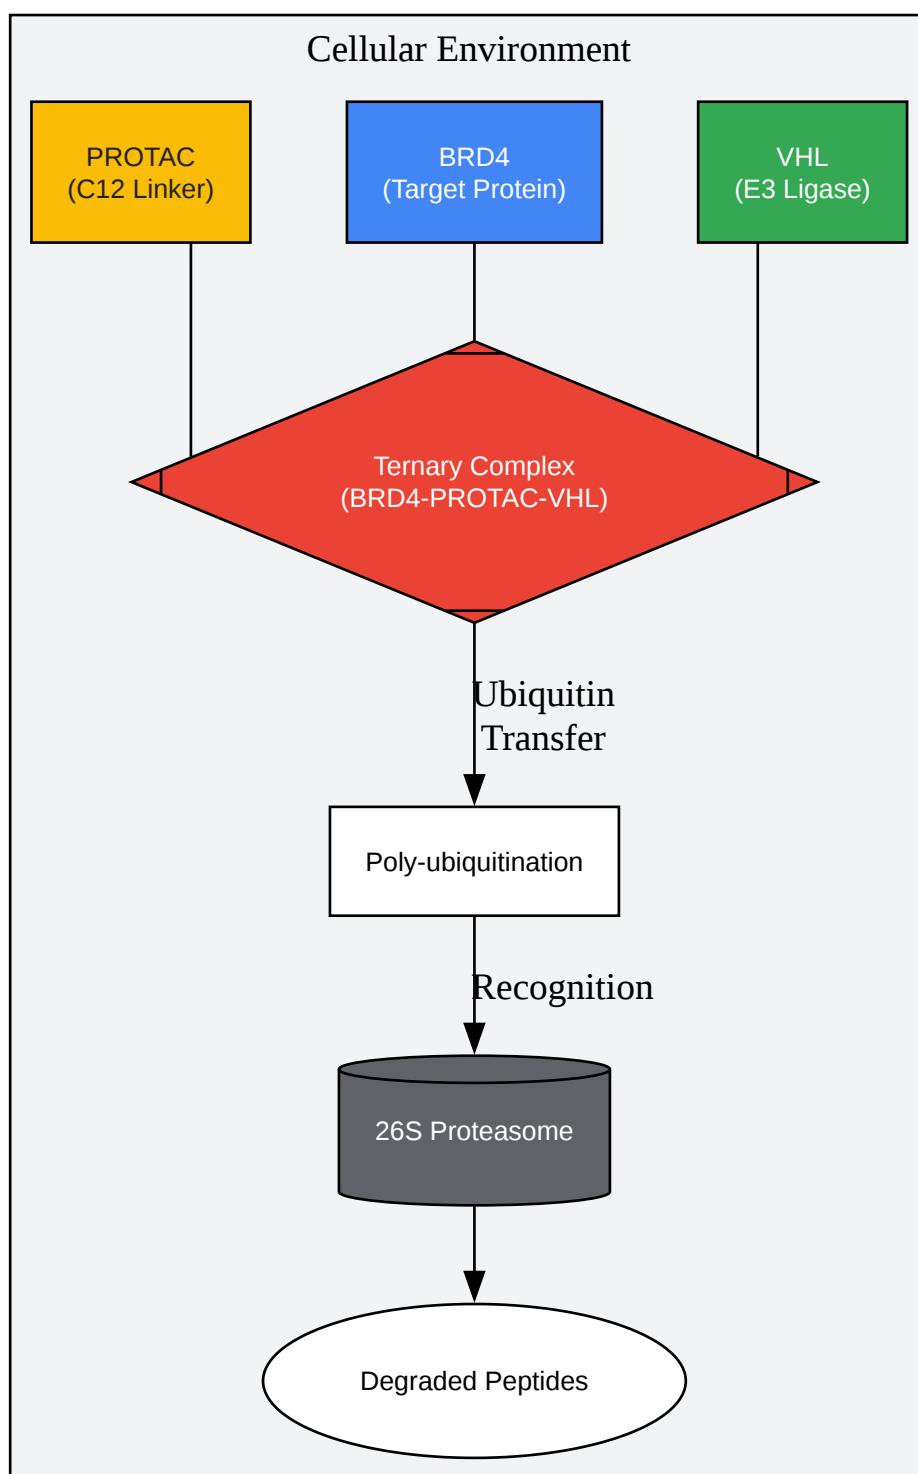 Cellular Environment
PROTAC
(C12 Linker)
BRD4
(Target Protein)
VHL
(E3 Ligase)
Ternary Complex
(BRD4-PROTAC-VHL)
Ubiquitin
Transfer
Poly-ubiquitination
Recognition
26S Proteasome
Degraded Peptides